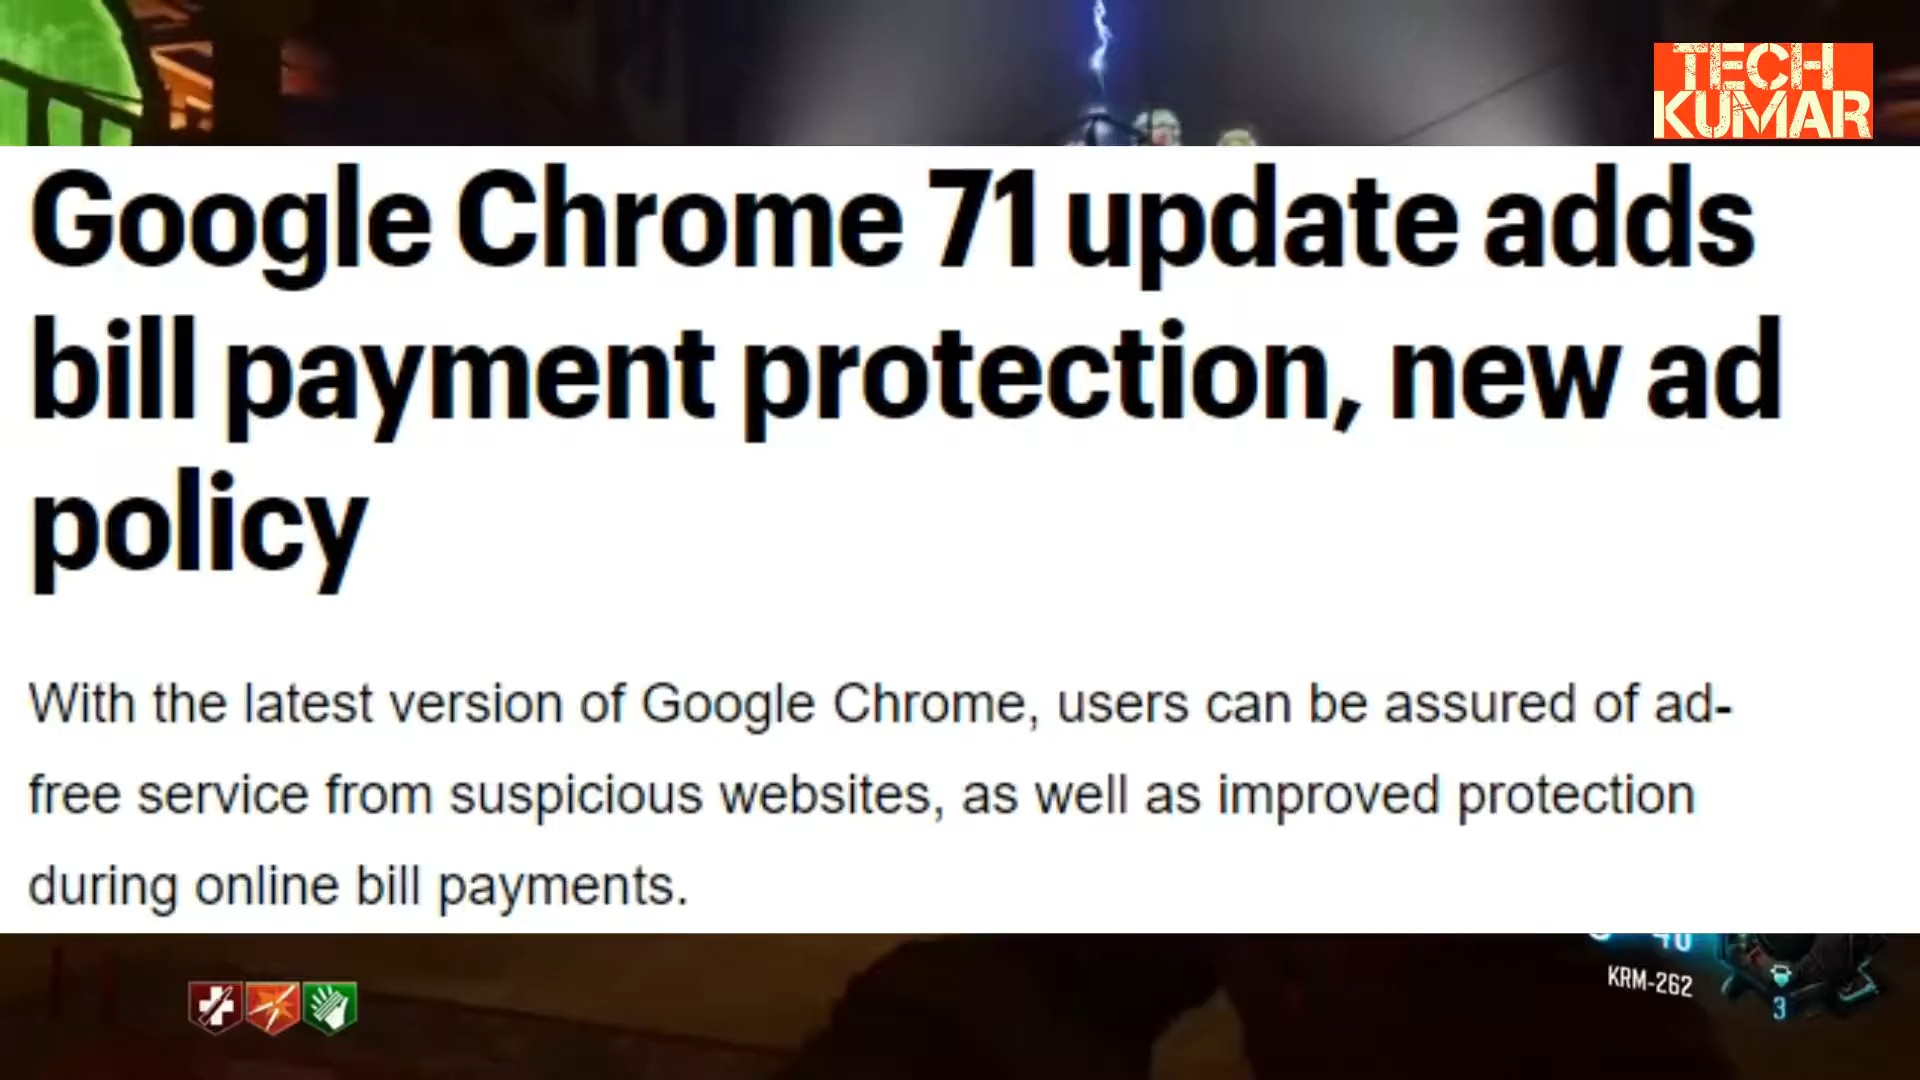 TECH
KUMAR
Google Chrome 71 update adds
bill payment protection, new ad
policy
With the latest version of Google Chrome, users can be assured of ad-
free service from suspicious websites, as well as improved protection
during online bill payments.
KRM-262
3